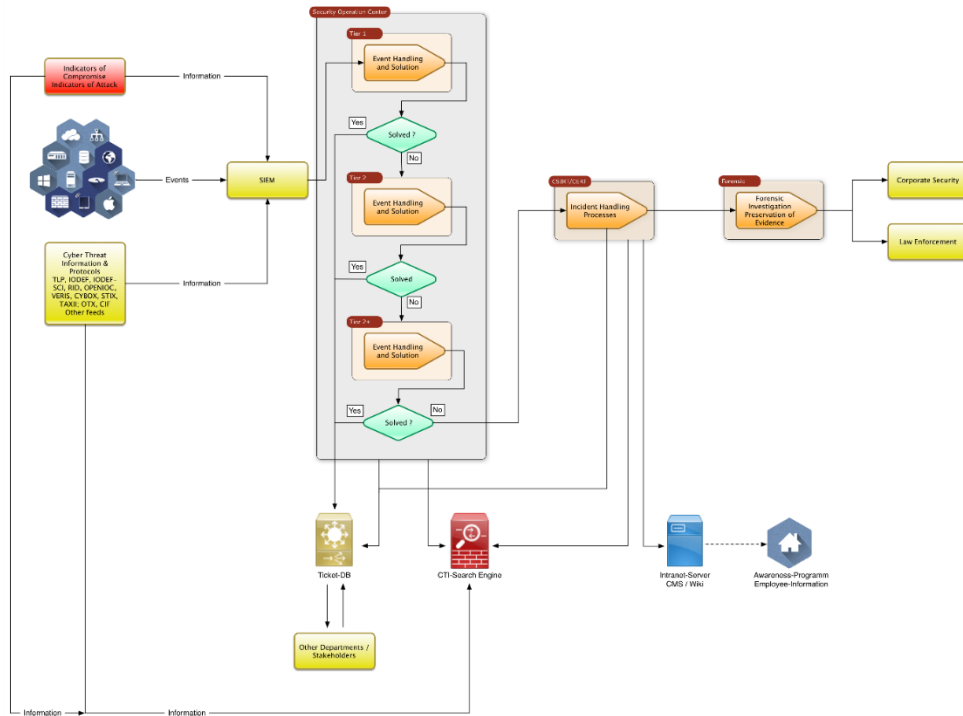 Security Operation Center
Tier 1
Event Handling
and Solution
Indicators of
Compromise
Indicators of Attack
Information
Yes
Solved ?
No
Events
SIEM
Tier 2
Event Handling
and Solution
CSIRT/CERT
Incident Handling
Processes
Forensic
Forensic
Investigation
Preservation of
Evidence
Corporate Security
Law Enforcement
Cyber Threat
Information &
Protocols
TLP, IODEF, IODEF-
SCI, RID, OPENIOC,
VERIS, CYBOX, STIX,
TAXII; OTX, CIF
Other feeds
Information
Yes
Solved
No
Tier 2+
Event Handling
and Solution
Yes
No
Solved ?
Ticket-DB
CTI-Search Engine
Intranet-Server
CMS / Wiki
Awareness-Programm
Employee-Information
Other Departments /
Stakeholders
Information
Information